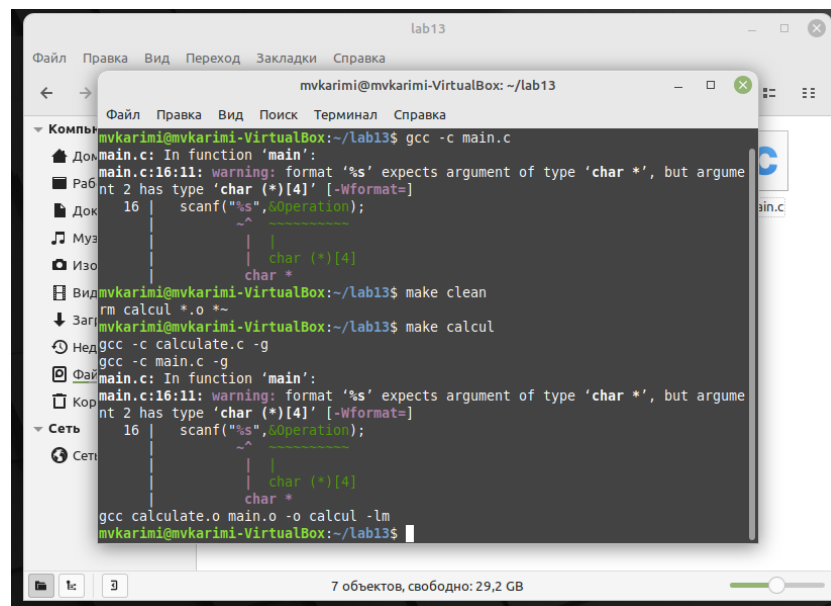 lab13
Файл Правка Вид Переход Закладки Справка
mvkarimi@mvkarimi-VirtualBox: ~/lab13
Файл Правка Вид Поиск Терминал Справка
mvkarimi@mvkarimi-VirtualBox:~/lab13$ gcc -c main.c
main.c: In function ‘main’:
main.c:16:11: warning: format ‘%s’ expects argument of type ‘char *’, but argume
nt 2 has type ‘char (*)[4]’ [-Wformat=]
16 | scanf("%s",&Operation);
| ~^ ~~~~~~~~~~
| | |
| | char (*)[4]
| char *
mvkarimi@mvkarimi-VirtualBox:~/lab13$ make clean
rm calcul *.o *~
mvkarimi@mvkarimi-VirtualBox:~/lab13$ make calcul
gcc -c calculate.c -g
gcc -c main.c -g
main.c: In function ‘main’:
main.c:16:11: warning: format ‘%s’ expects argument of type ‘char *’, but argume
nt 2 has type ‘char (*)[4]’ [-Wformat=]
16 | scanf("%s",&Operation);
| ~^ ~~~~~~~~~~
| | |
| | char (*)[4]
| char *
gcc calculate.o main.o -o calcul -lm
mvkarimi@mvkarimi-VirtualBox:~/lab13$
Компь
Дом
Раб
Док
Муз
Изо
Вид
Загр
Нед
Фай
Кор
Сеть
Сеть
C
ain.c
7 объектов, свободно: 29,2 GB